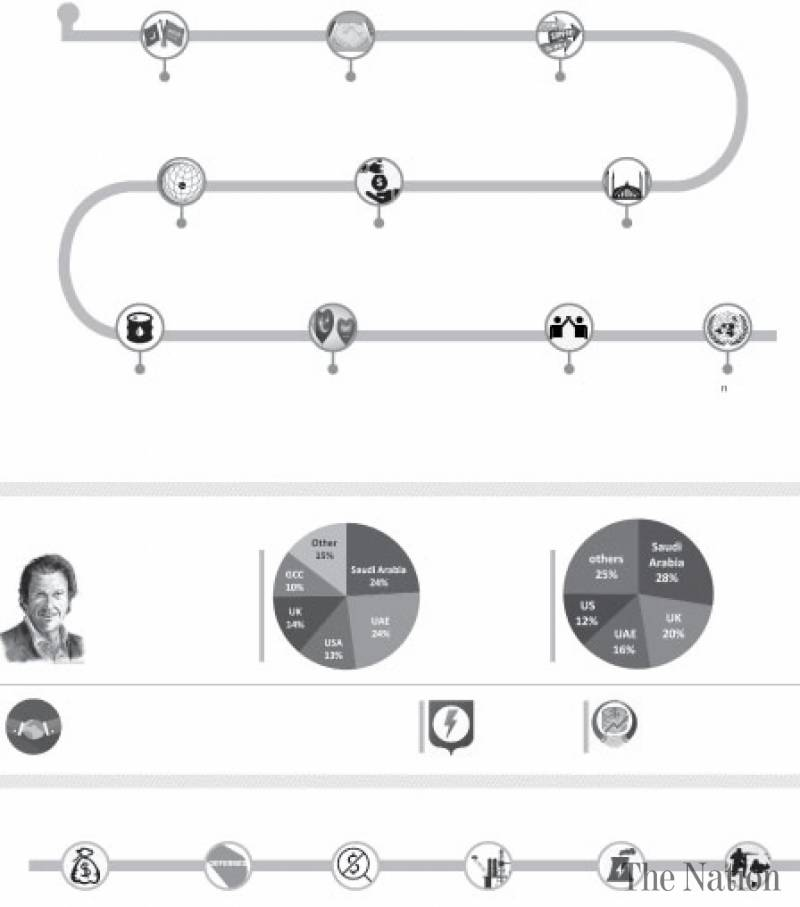 n
Other
15%
Saudi Arabia
24%
GCC
10%
UAE
24%
UK
14%
USA
13%
others
25%
Saudi
Arabia
28%
US
12%
UK
20%
UAE
16%
DEFERRED
The Nation